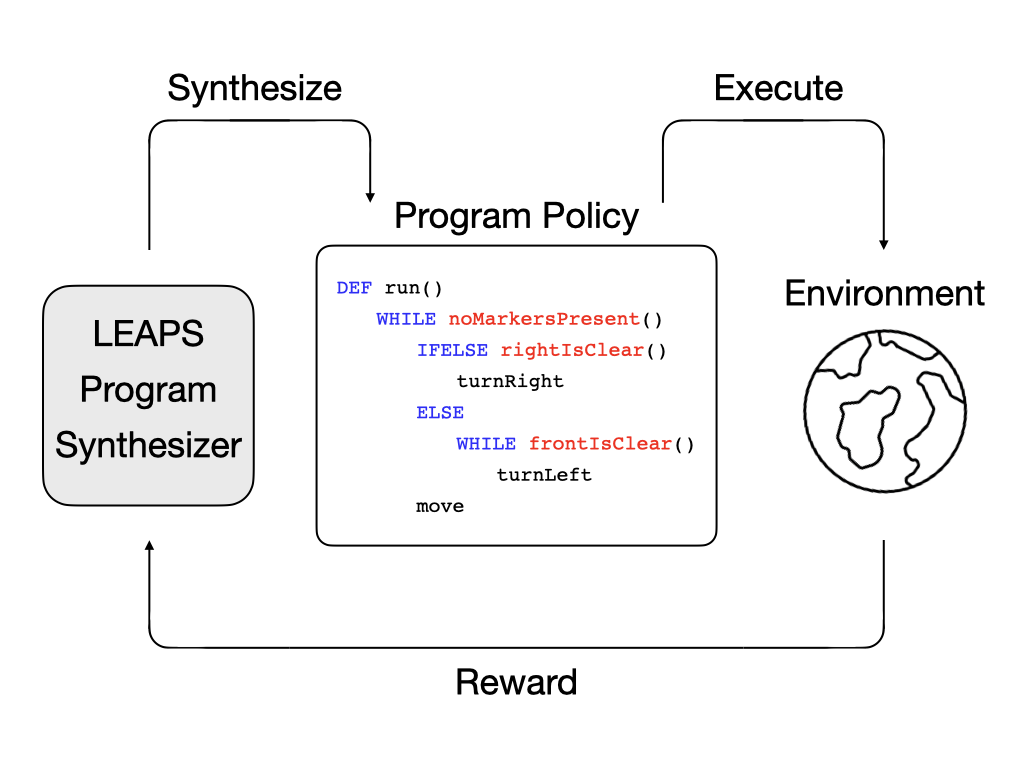 Synthesize
Execute
Program Policy
DEF run()
WHILE noMarkersPresent()
IFELSE rightIsClear()
turnRight
ELSE
WHILE frontIsClear()
turnLeft
move
LEAPS
Program
Synthesizer
Environment
Reward